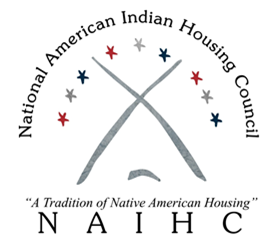 National American Indian Housing Council
"A Tradition of Native American Housing"
NAIHC